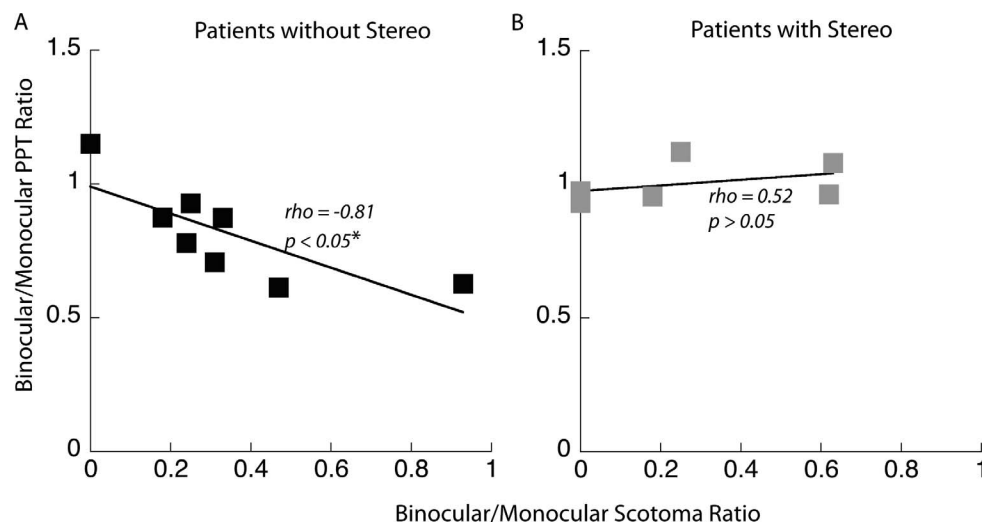 A
Patients without Stereo
B
Patients with Stereo
Binocular/Monocular PPT Ratio
1.5
1
0.5
0
rho = -0.81
p < 0.05*
0 0.2 0.4 0.6 0.8 1
1.5
1
0.5
0
rho = 0.52
p > 0.05
0 0.2 0.4 0.6 0.8 1
Binocular/Monocular Scotoma Ratio